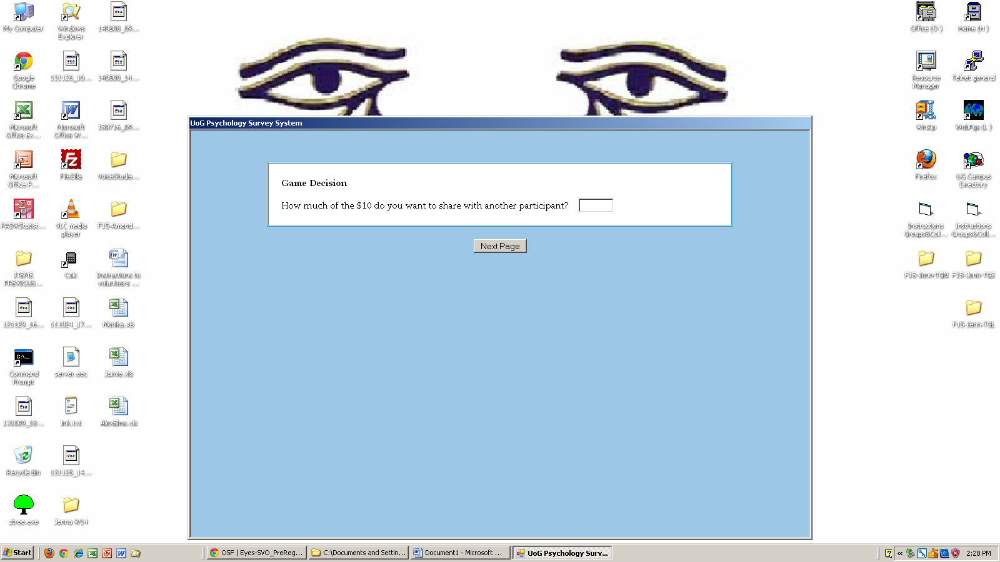 My Computer
Windows Explorer
140808_09...
Google Chrome
131126_10...
140808_14...
Microsoft Office Ex...
Microsoft Office W...
150716_09...
Microsoft Office P...
FileZilla
VoiceStudie...
PASWStatist...
VLC media player
F15-Amand...
ITEMS PREVIOUS...
Calc
Instructions to volunteers ...
121129_16...
111024_17...
Monika.xls
Command Prompt
server.eec
Jaimie.xls
131009_13...
link.txt
AlexElms.xls
Recycle Bin
131125_14...
ztree.exe
Jenna W14
Office (O )
Home (H )
Resource Manager
Telnet general
WinZip
WebPgs (L )
Firefox
UG Campus Directory
Instructions Groups&Coll...
Instructions Groups&Coll...
F15-Jenn-TGN
F15-Jenn-TGS
F15-Jenn-TGL
UoG Psychology Survey System
Game Decision
How much of the $10 do you want to share with another participant?
Next Page
Start
OSF | Eyes-SVO_PreReg...
C:\Documents and Settin...
Document1 - Microsoft ...
UoG Psychology Surv...
2:28 PM